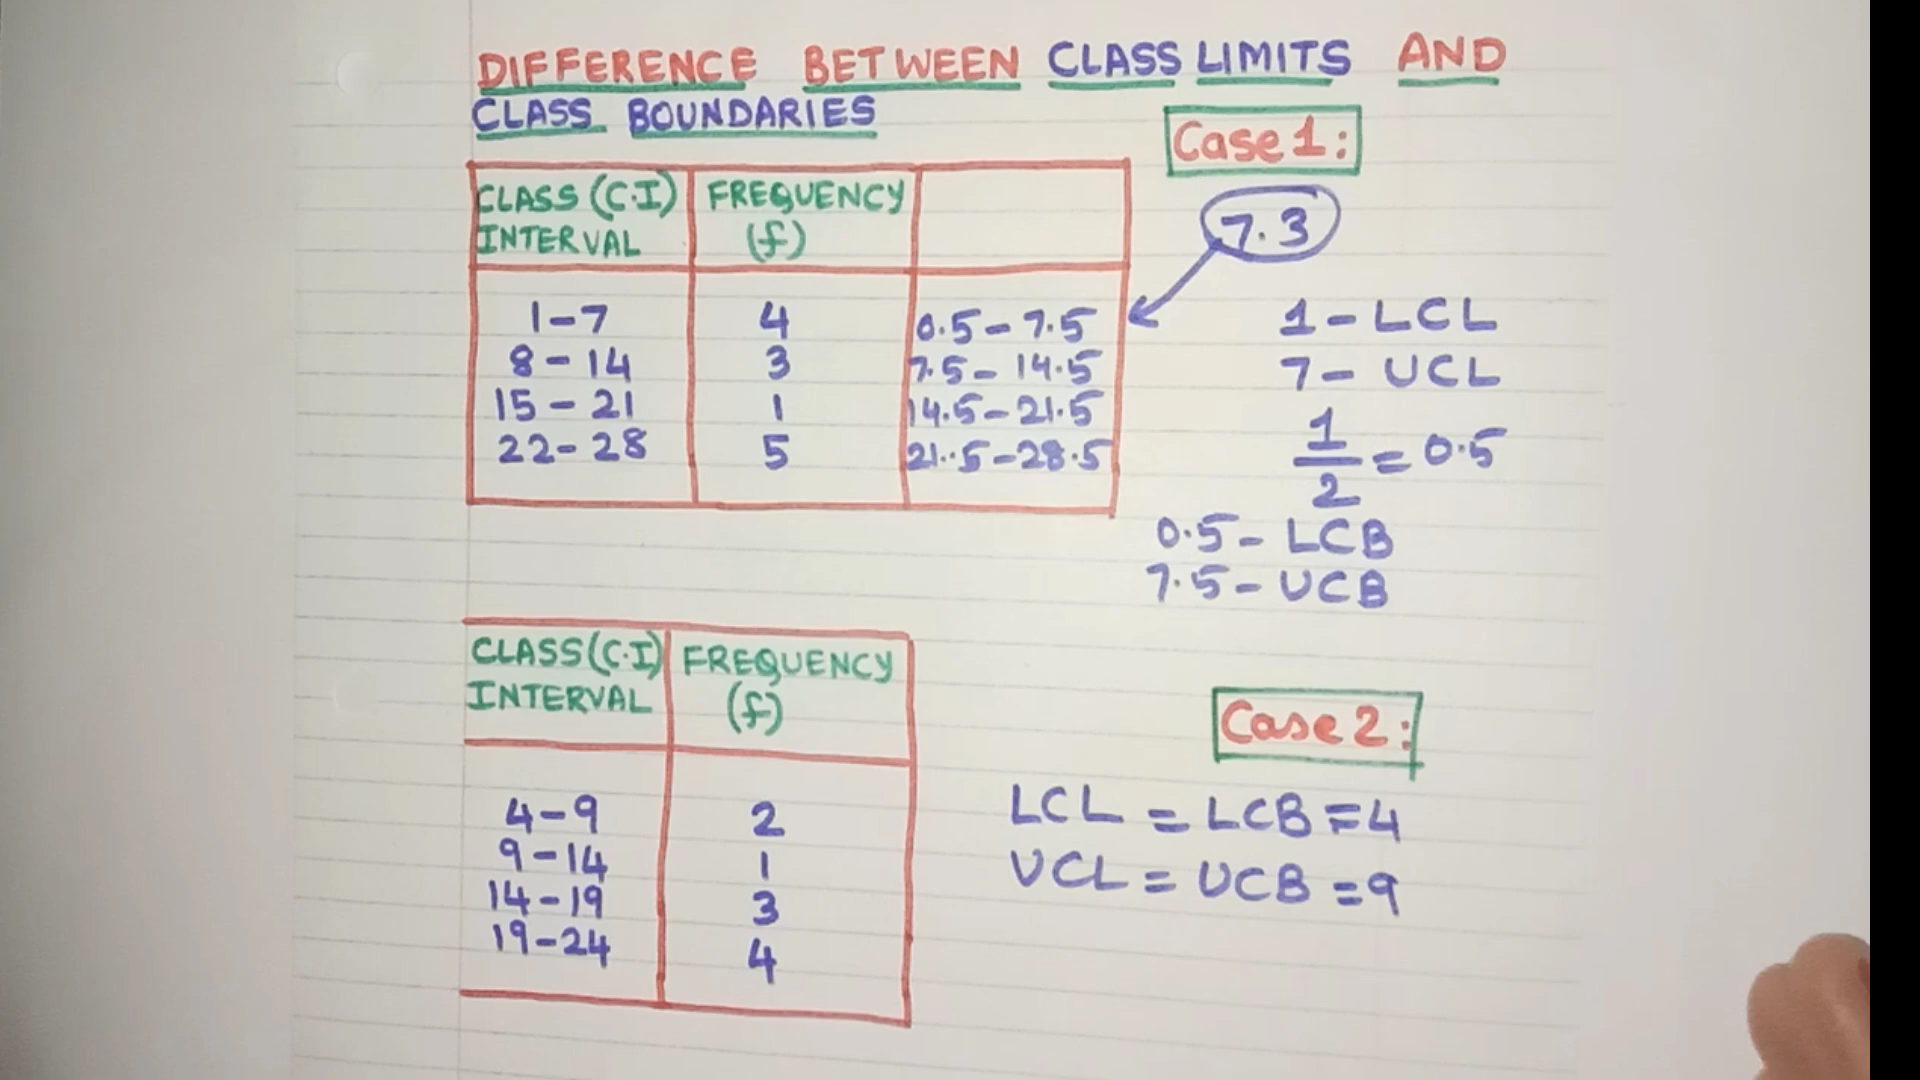 DIFFERENCE BETWEEN CLASS LIMITS AND
CLASS BOUNDARIES
Case 1:
CLASS (C.I) FREQUENCY
INTERVAL (f)
7.3
1-7 4 0.5-7.5
8-14 3 7.5-14.5
15-21 1 14.5-21.5
22-28 5 21..5-28.5
1-LCL
7-UCL
1/2 = 0.5
0.5-LCB
7.5-UCB
CLASS (C.I) FREQUENCY
INTERVAL (f)
4-9 2
9-14 1
14-19 3
19-24 4
Case 2:
LCL = LCB = 4
UCL = UCB = 9